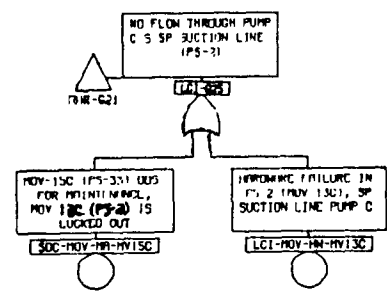 NO FLOW THROUGH PUMP
C S SP SUCTION LINE
(PS-2)
LCI-G25
MOV-15C (PS-33) OOS
FOR MAINTENANCE,
MOV 13C (PS-2) IS
LOCKED OUT
HARDWARE FAILURE IN
PS-2 (MOV 13C), SP
SUCTION LINE PUMP C
SDC-MOV-MA-MV15C
LCI-MOV-HW-MV13C